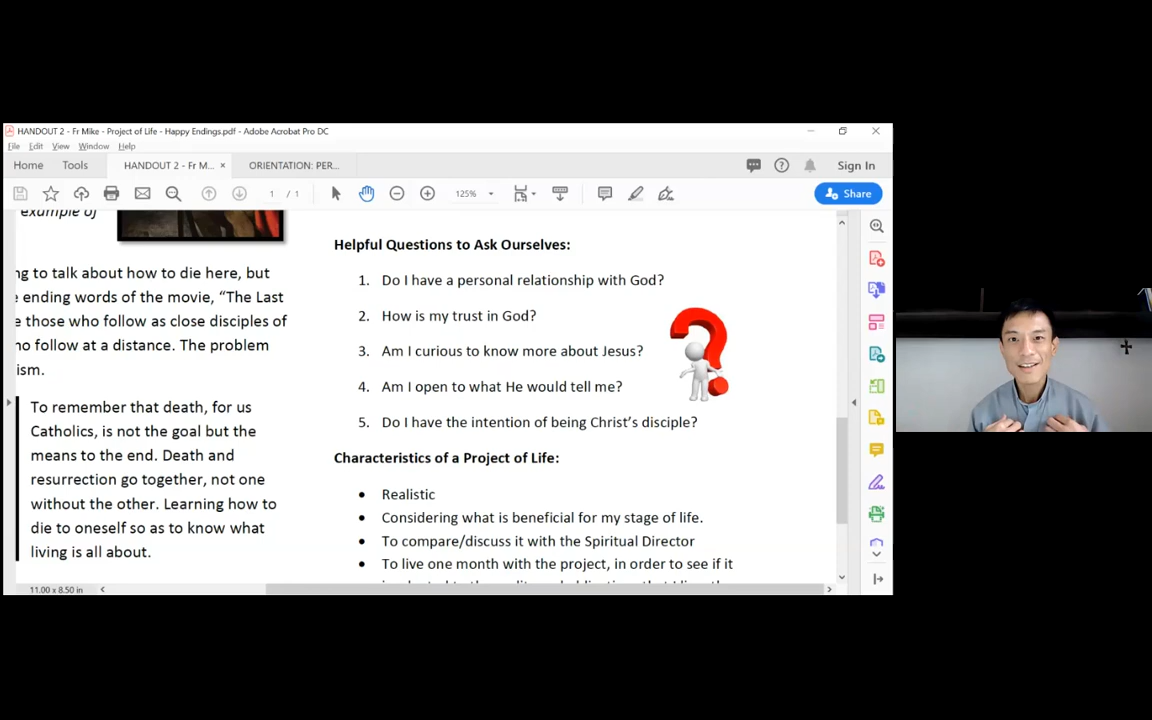 HANDOUT 2 - Fr Mike - Project of Life - Happy Endings.pdf - Adobe Acrobat Pro DC
File Edit View Window Help
Home Tools HANDOUT 2 - Fr M... × ORIENTATION: PER... Sign In
1 / 1 125% Share
example of
ng to talk about how to die here, but
e ending words of the movie, “The Last
e those who follow as close disciples of
ho follow at a distance. The problem
ism.
To remember that death, for us
Catholics, is not the goal but the
means to the end. Death and
resurrection go together, not one
without the other. Learning how to
die to oneself so as to know what
living is all about.
Helpful Questions to Ask Ourselves:
1. Do I have a personal relationship with God?
2. How is my trust in God?
3. Am I curious to know more about Jesus?
4. Am I open to what He would tell me?
5. Do I have the intention of being Christ’s disciple?
Characteristics of a Project of Life:
• Realistic
• Considering what is beneficial for my stage of life.
• To compare/discuss it with the Spiritual Director
• To live one month with the project, in order to see if it
11.00 x 8.50 in